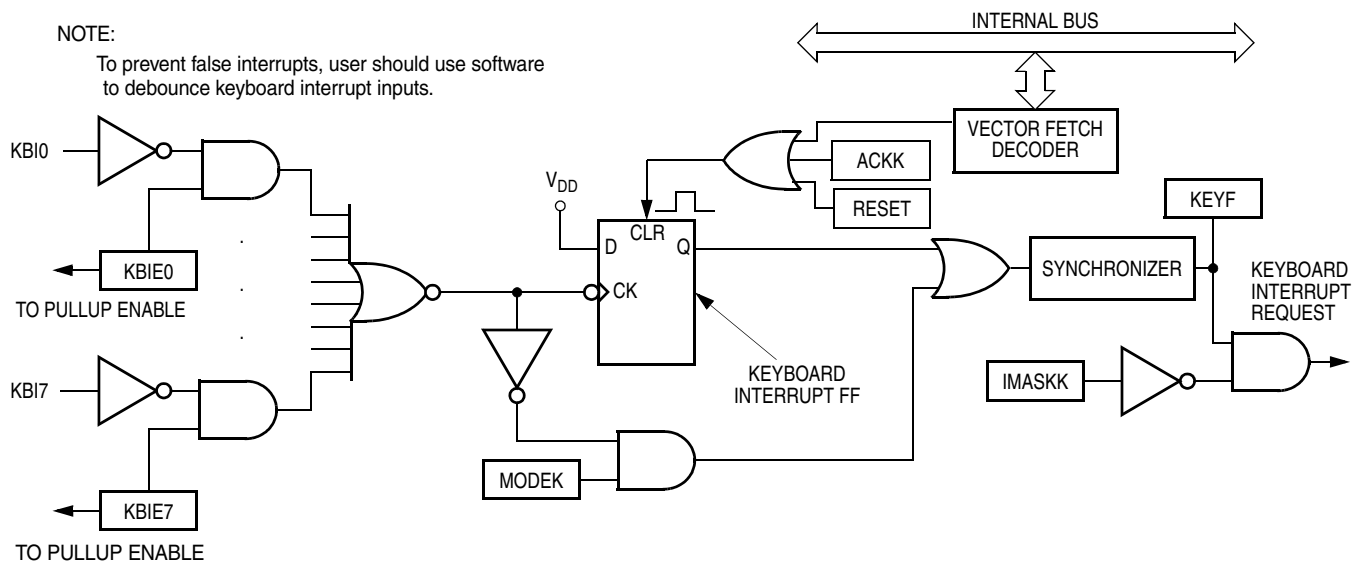 INTERNAL BUS
NOTE:
To prevent false interrupts, user should use software
to debounce keyboard interrupt inputs.
KBI0
VECTOR FETCH
DECODER
ACKK
VDD
RESET
KEYF
CLR
D
Q
KBIE0
TO PULLUP ENABLE
CK
SYNCHRONIZER
KEYBOARD
INTERRUPT
REQUEST
KBI7
KEYBOARD
INTERRUPT FF
IMASKK
MODEK
KBIE7
TO PULLUP ENABLE